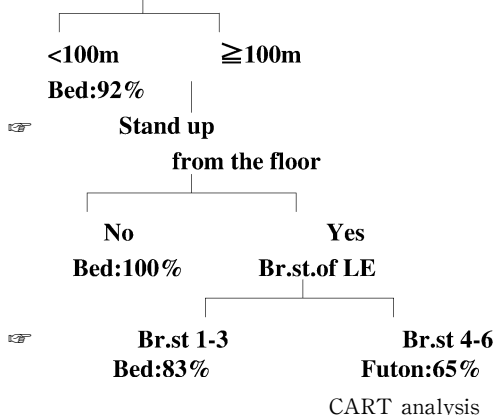 <100m ≧100m
Bed:92%
☞ Stand up
from the floor
No Yes
Bed:100% Br.st.of LE
☞ Br.st 1-3 Br.st 4-6
Bed:83% Futon:65%
CART analysis